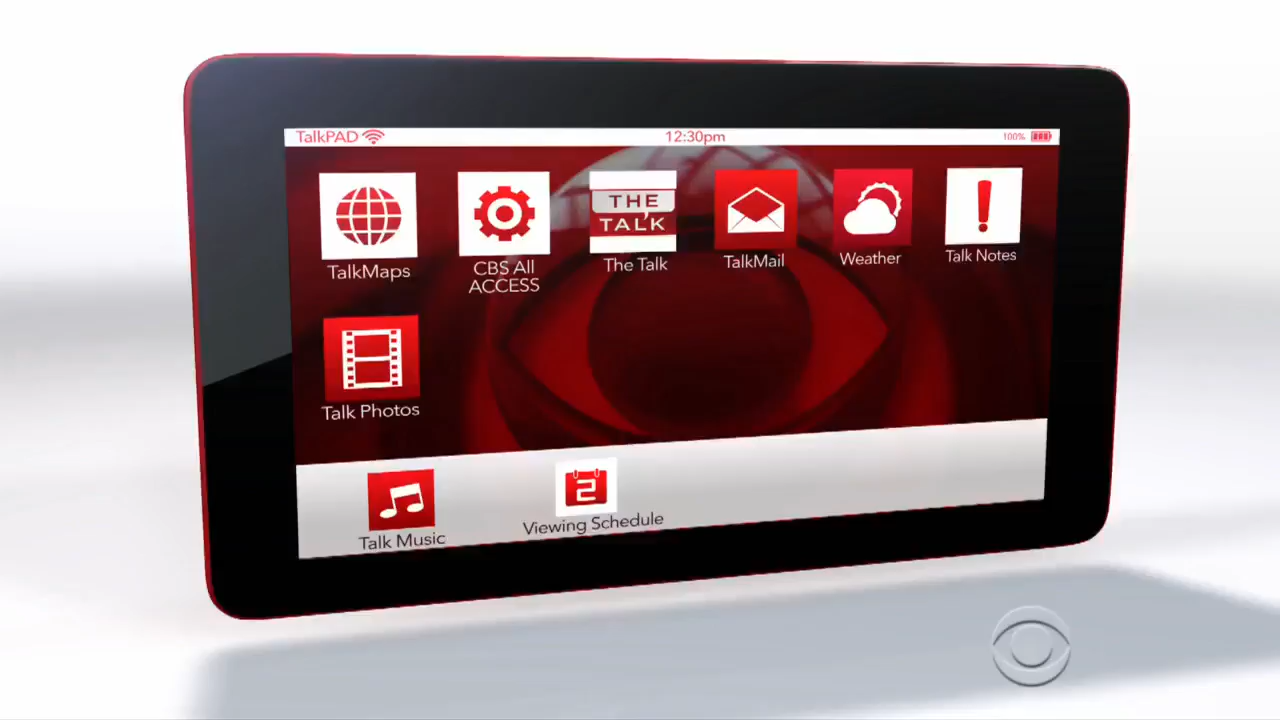 TalkPAD
12:30pm
100%
THE
TALK
TalkMaps
CBS All
ACCESS
The Talk
TalkMail
Weather
Talk Notes
Talk Photos
2
Talk Music
Viewing Schedule